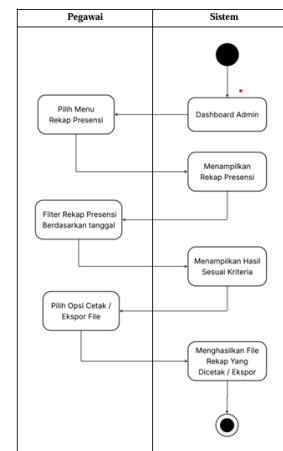 Pegawai
Sistem
Dashboard Admin
Pilih Menu
Rekap Presensi
Menampilkan
Rekap Presensi
Filter Rekap Presensi
Berdasarkan tanggal
Menampilkan Hasil
Sesuai Kriteria
Pilih Opsi Cetak /
Ekspor File
Menghasilkan File
Rekap Yang
Dicetak / Ekspor